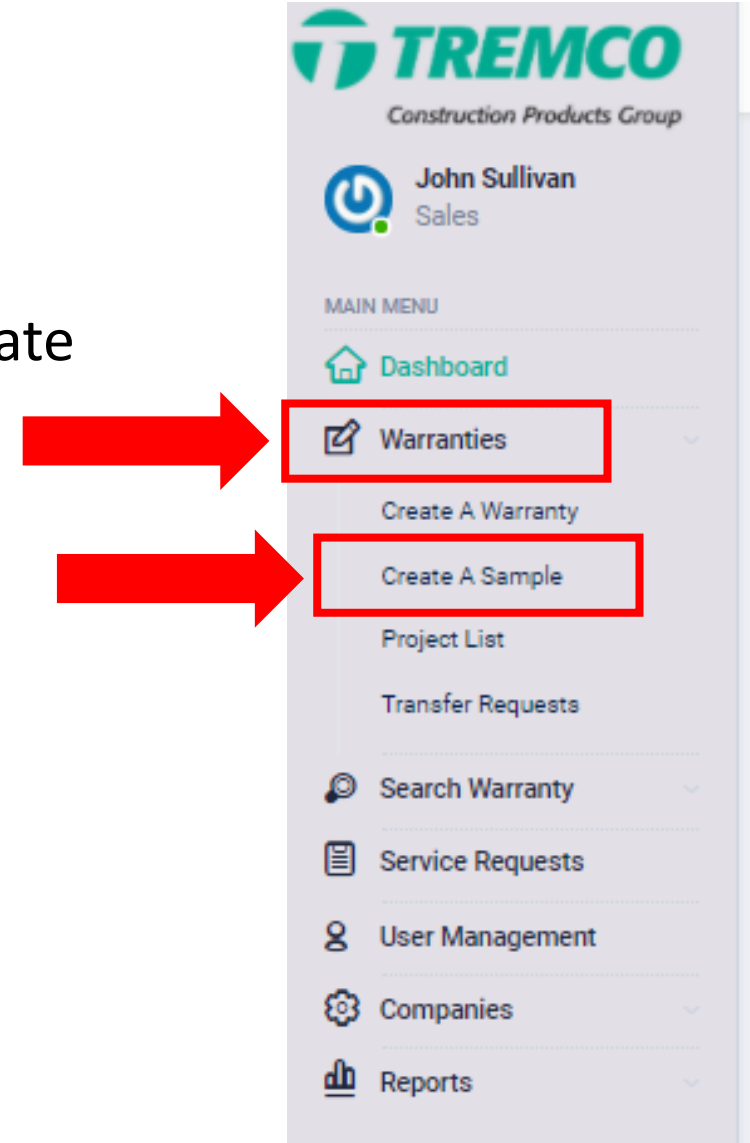 TREMCO
Construction Products Group
John Sullivan
Sales
MAIN MENU
ate
Dashboard
Warranties
Create A Warranty
Create A Sample
Project List
Transfer Requests
Search Warranty
Service Requests
User Management
Companies
Reports